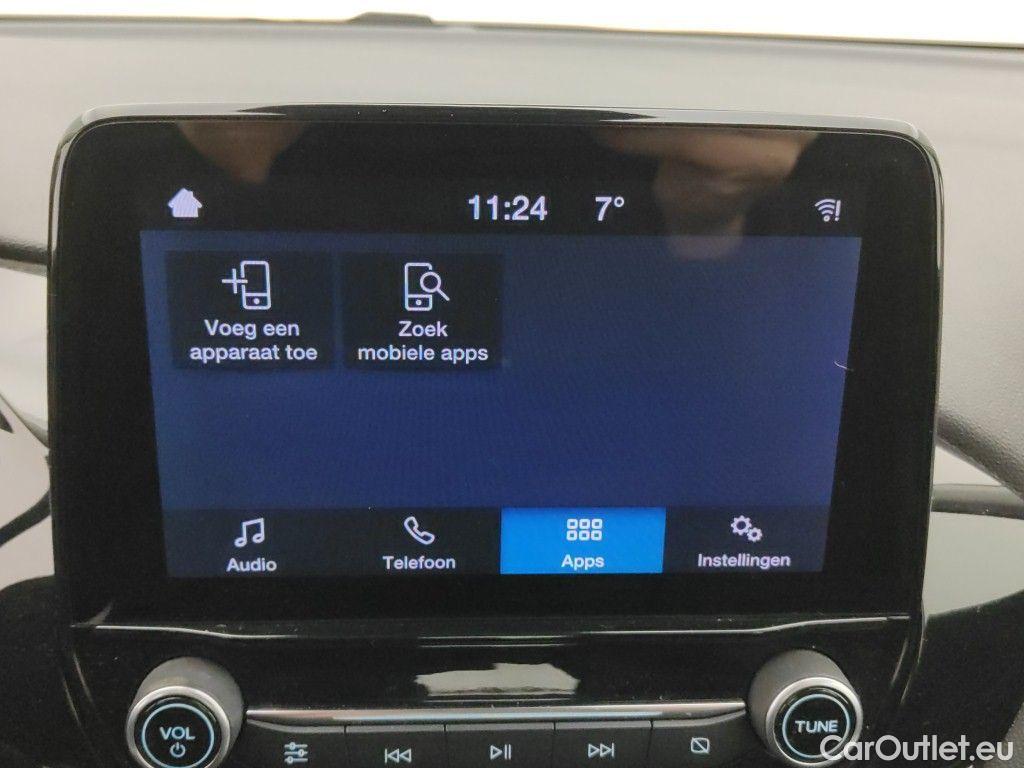 11:24 7°
Voeg een
apparaat toe
Zoek
mobiele apps
Audio Telefoon Apps Instellingen
VOL TUNE
CarOutlet.eu